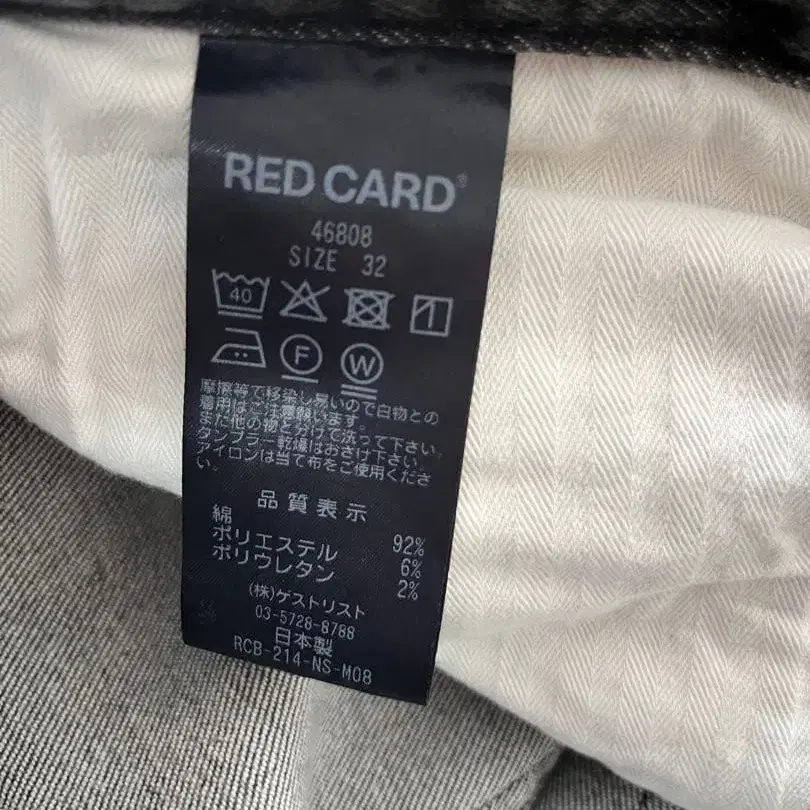 RED CARD®
46808
SIZE 32
40
F W
摩擦等で移染し易いので白物との
着用はご注意願います。
また他の物と分けて洗って下さい。
タンブラー乾燥はおさけ下さい。
アイロンは当て布をご使用くださ
い。
品質表示
綿 92%
ポリエステル 6%
ポリウレタン 2%
(株)ゲストリスト
03-5728-8788
日本製
RCB-214-NS-M08